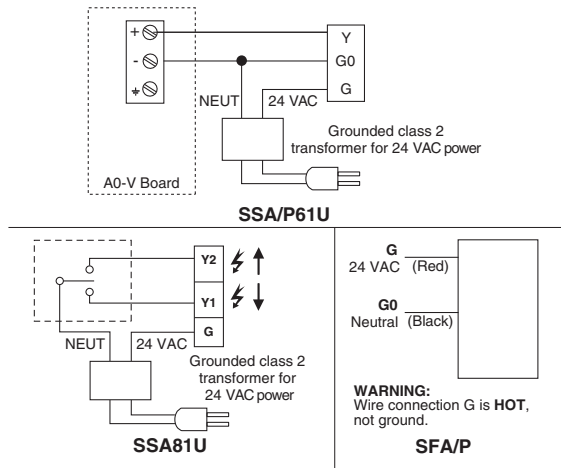 +
Y
-
G0
G
NEUT
24 VAC
Grounded class 2
transformer for 24 VAC power
A0-V Board
SSA/P61U
Y2
Y1
G
NEUT
24 VAC
Grounded class 2
transformer for
24 VAC power
SSA81U
G
24 VAC (Red)
G0
Neutral (Black)
WARNING:
Wire connection G is HOT,
not ground.
SFA/P